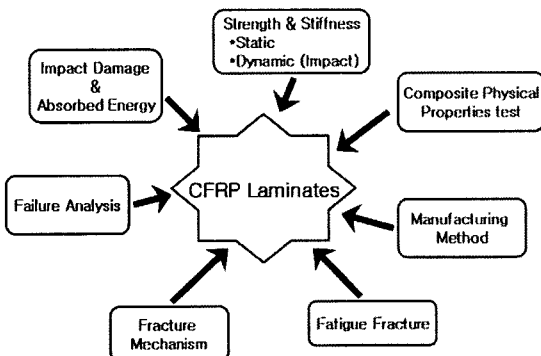 Strength & Stiffness
•Static
•Dynamic (Impact)
Impact Damage
&
Absorbed Energy
Composite Physical
Properties test
CFRP Laminates
Failure Analysis
Manufacturing
Method
Fracture
Mechanism
Fatigue Fracture